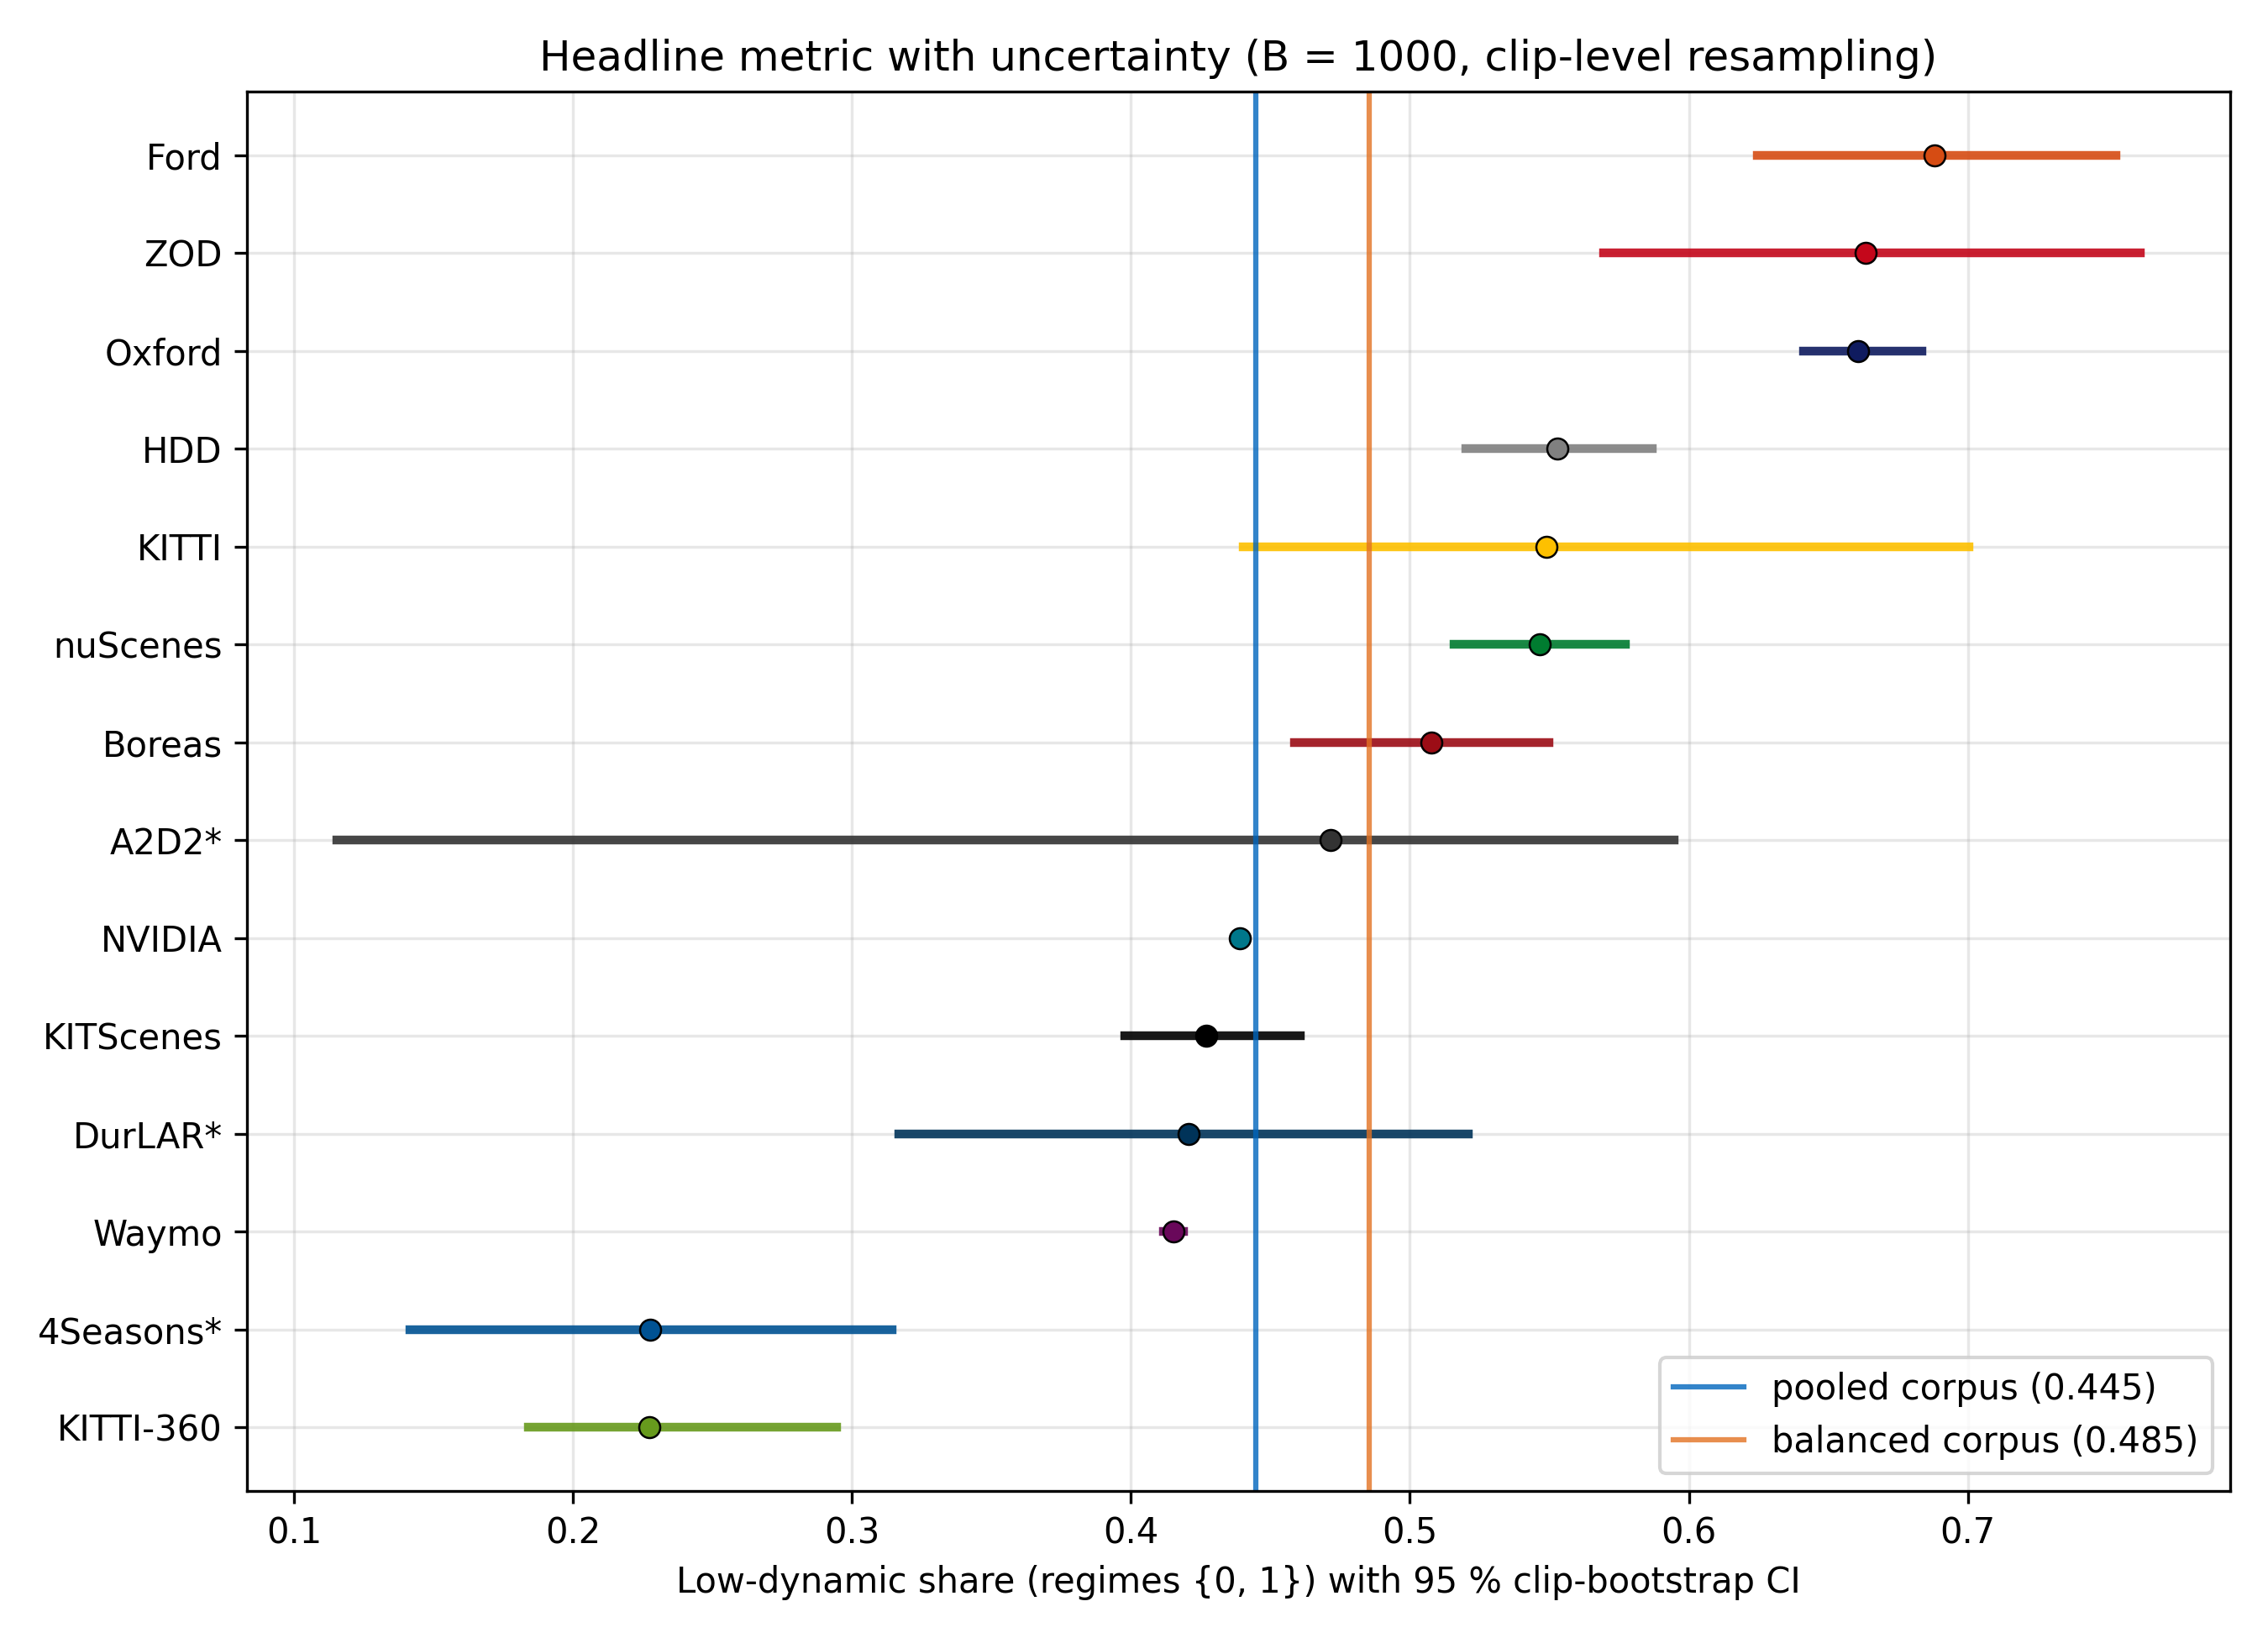 Headline metric with uncertainty (B = 1000, clip-level resampling)
Ford
ZOD
Oxford
HDD
KITTI
nuScenes
Boreas
A2D2*
NVIDIA
KITScenes
DurLAR*
Waymo
4Seasons*
KITTI-360
pooled corpus (0.445)
balanced corpus (0.485)
0.1 0.2 0.3 0.4 0.5 0.6 0.7
Low-dynamic share (regimes {0, 1}) with 95 % clip-bootstrap CI